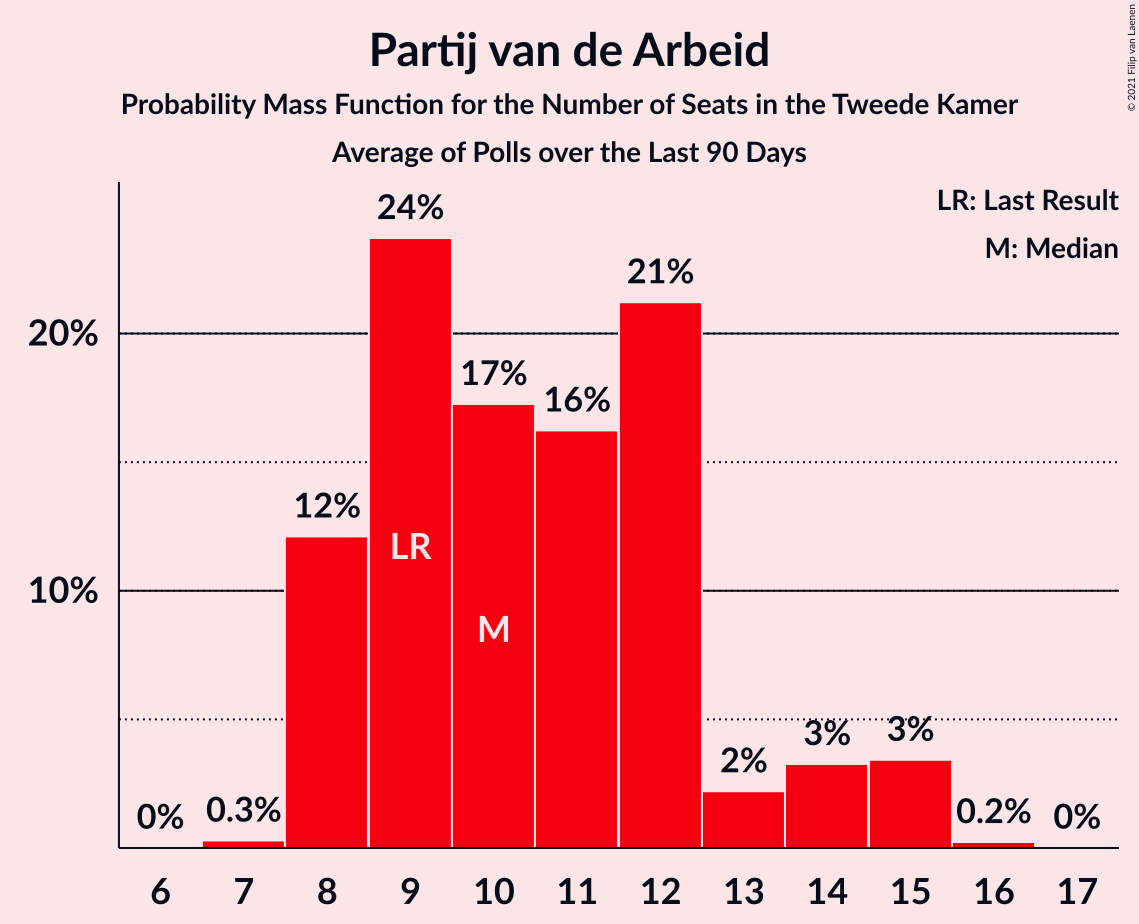 Partij van de Arbeid
Probability Mass Function for the Number of Seats in the Tweede Kamer
Average of Polls over the Last 90 Days
© 2021 Filip van Laenen
LR: Last Result
M: Median
24%
21%
20%
17%
16%
12%
LR
10%
M
3%
3%
2%
0%
0.3%
0.2%
0%
6 7 8 9 10 11 12 13 14 15 16 17